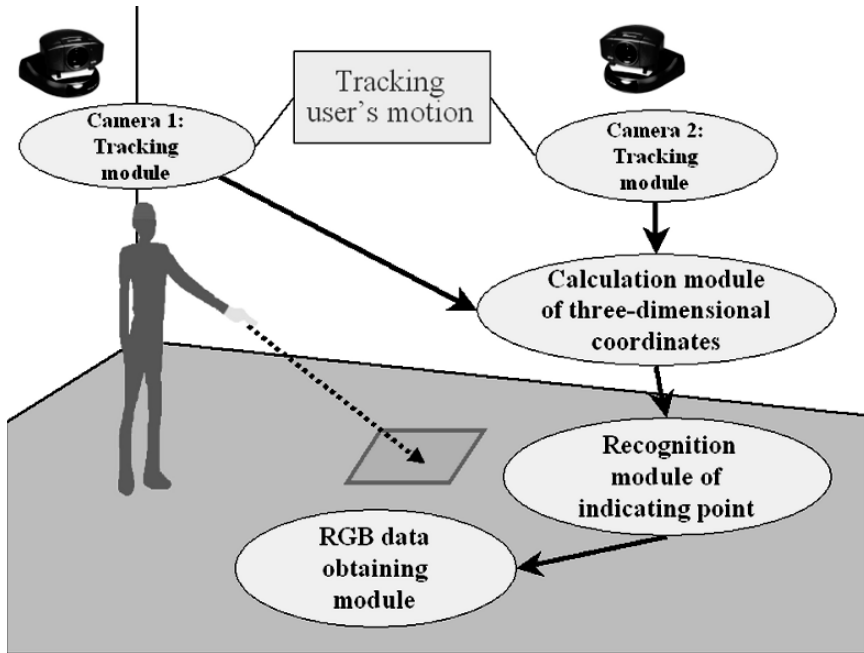 Tracking
user's motion
Camera 1:
Tracking
module
Camera 2:
Tracking
module
Calculation module
of three-dimensional
coordinates
Recognition
module of
indicating point
RGB data
obtaining
module